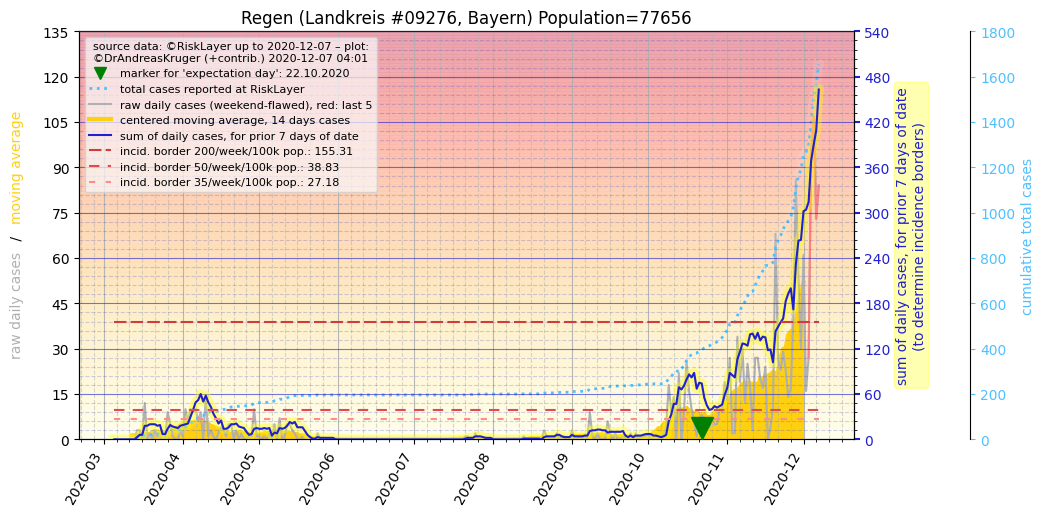 Regen (Landkreis #09276, Bayern) Population=77656
source data: ©RiskLayer up to 2020-12-07 – plot:
©DrAndreasKruger (+contrib.) 2020-12-07 04:01
marker for 'expectation day': 22.10.2020
total cases reported at RiskLayer
raw daily cases (weekend-flawed), red: last 5
centered moving average, 14 days cases
sum of daily cases, for prior 7 days of date
incid. border 200/week/100k pop.: 155.31
incid. border 50/week/100k pop.: 38.83
incid. border 35/week/100k pop.: 27.18
raw daily cases / moving average
135
120
105
90
75
60
45
30
15
0
2020-03
2020-04
2020-05
2020-06
2020-07
2020-08
2020-09
2020-10
2020-11
2020-12
540
480
420
360
300
240
180
120
60
0
sum of daily cases, for prior 7 days of date
(to determine incidence borders)
1800
1600
1400
1200
1000
800
600
400
200
0
cumulative total cases